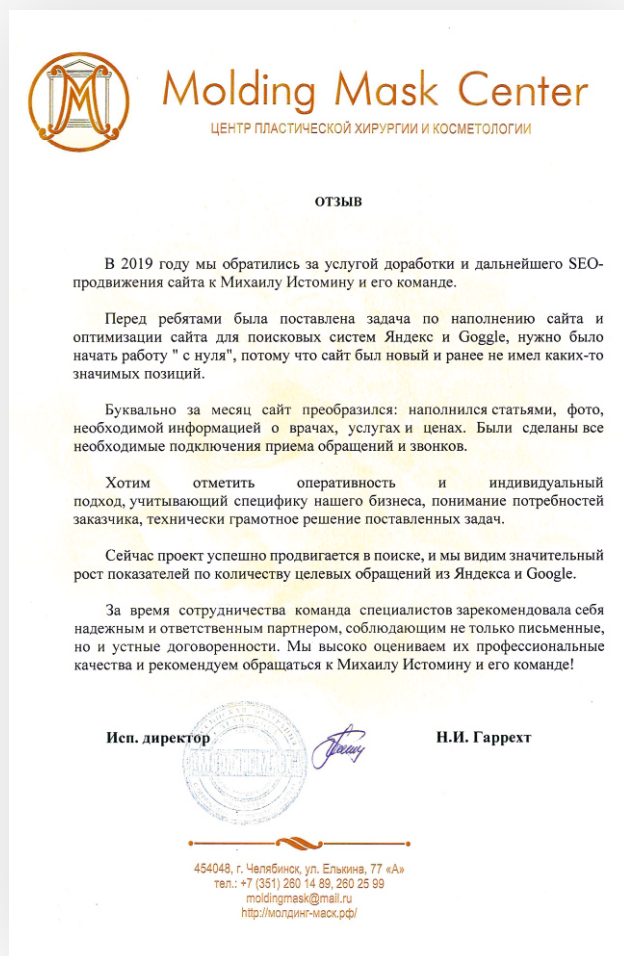 Molding Mask Center
ЦЕНТР ПЛАСТИЧЕСКОЙ ХИРУРГИИ И КОСМЕТОЛОГИИ
ОТЗЫВ
В 2019 году мы обратились за услугой доработки и дальнейшего SEO-
продвижения сайта к Михаилу Истомину и его команде.
Перед ребятами была поставлена задача по наполнению сайта и
оптимизации сайта для поисковых систем Яндекс и Goggle, нужно было
начать работу " с нуля", потому что сайт был новый и ранее не имел каких-то
значимых позиций.
Буквально за месяц сайт преобразился: наполнился статьями, фото,
необходимой информацией о врачах, услугах и ценах. Были сделаны все
необходимые подключения приема обращений и звонков.
Хотим отметить оперативность и индивидуальный
подход, учитывающий специфику нашего бизнеса, понимание потребностей
заказчика, технически грамотное решение поставленных задач.
Сейчас проект успешно продвигается в поиске, и мы видим значительный
рост показателей по количеству целевых обращений из Яндекса и Google.
За время сотрудничества команда специалистов зарекомендовала себя
надежным и ответственным партнером, соблюдающим не только письменные,
но и устные договоренности. Мы высоко оцениваем их профессиональные
качества и рекомендуем обращаться к Михаилу Истомину и его команде!
Исп. директор Н.И. Гаррехт
454048, г. Челябинск, ул. Елькина, 77 «А»
тел.: +7 (351) 260 14 89, 260 25 99
moldingmask@mail.ru
http://молдинг-маск.рф/